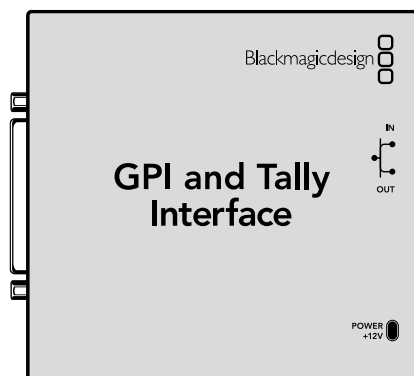 Blackmagicdesign
IN
OUT
GPI and Tally
Interface
POWER
+12V